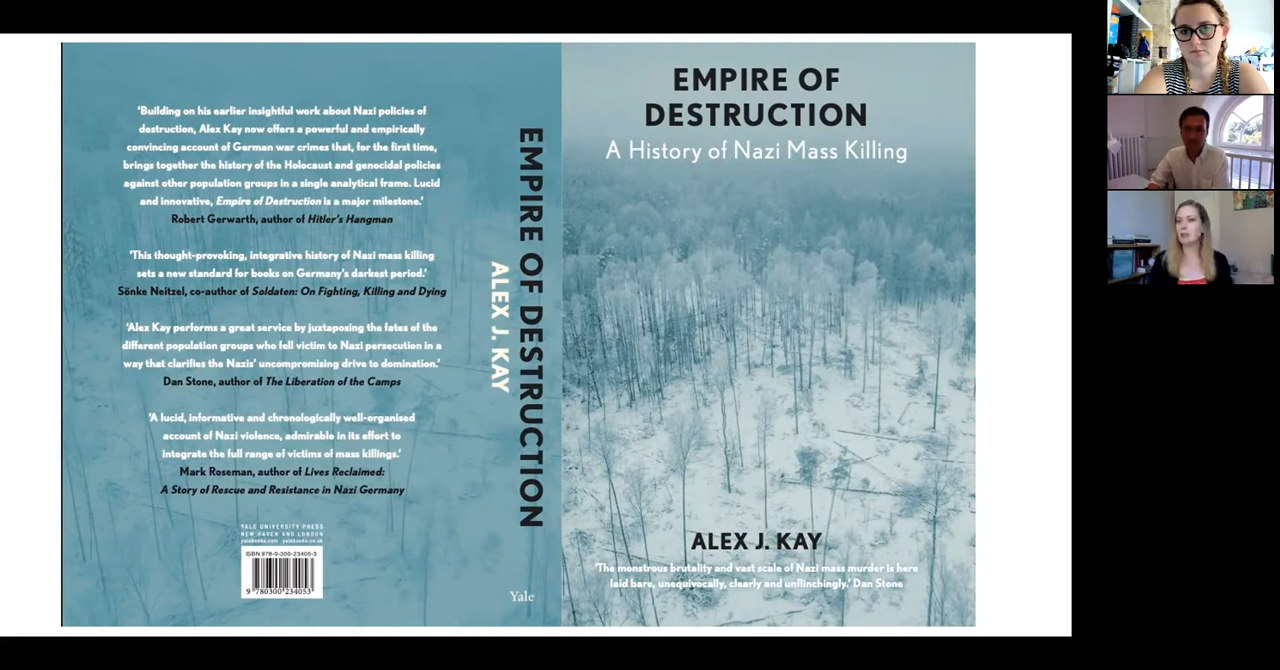 ‘Building on his earlier insightful work about Nazi policies of
destruction, Alex Kay now offers a powerful and empirically
convincing account of German war crimes that, for the first time,
brings together the history of the Holocaust and genocidal policies
against other population groups in a single analytical frame. Lucid
and innovative, Empire of Destruction is a major milestone.’
Robert Gerwarth, author of Hitler’s Hangman
‘This thought-provoking, integrative history of Nazi mass killing
sets a new standard for books on Germany’s darkest period.’
Sönke Neitzel, co-author of Soldaten: On Fighting, Killing and Dying
‘Alex Kay performs a great service by juxtaposing the fates of the
different population groups who fell victim to Nazi persecution in a
way that clarifies the Nazis’ uncompromising drive to domination.’
Dan Stone, author of The Liberation of the Camps
‘A lucid, informative and chronologically well-organised
account of Nazi violence, admirable in its effort to
integrate the full range of victims of mass killings.’
Mark Roseman, author of Lives Reclaimed:
A Story of Rescue and Resistance in Nazi Germany
YALE UNIVERSITY PRESS
NEW HAVEN AND LONDON
yalebooks.com yalebooks.co.uk
ISBN 978-0-300-23405-3
9 780300 234053
EMPIRE OF DESTRUCTION
ALEX J. KAY
Yale
EMPIRE OF
DESTRUCTION
A History of Nazi Mass Killing
ALEX J. KAY
‘The monstrous brutality and vast scale of Nazi mass murder is here
laid bare, unequivocally, clearly and unflinchingly.’ Dan Stone